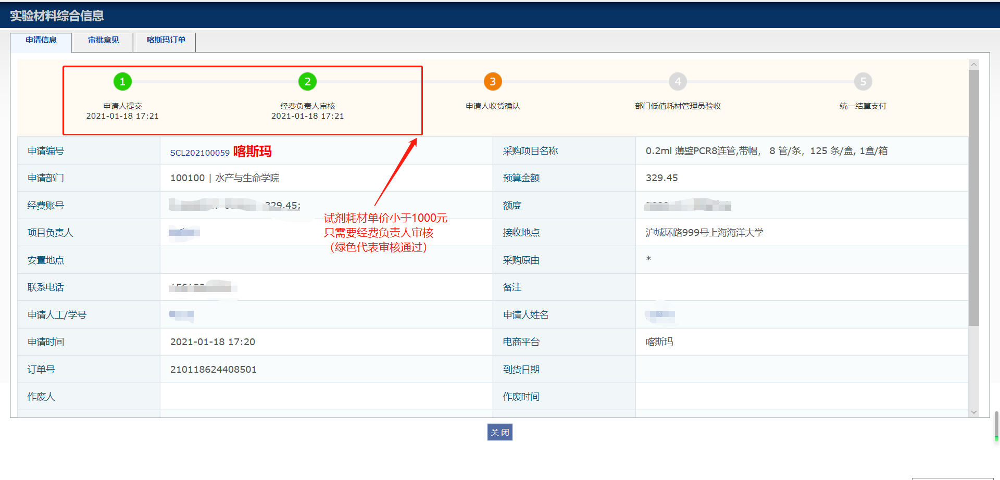 实验材料综合信息
申请信息 审批意见 喀斯玛订单
1 2 3 4 5
申请人提交 经费负责人审核 申请人收货确认 部门低值耗材管理员验收 统一结算支付
2021-01-18 17:21 2021-01-18 17:21
申请编号 SCL202100059 喀斯玛 采购项目名称 0.2ml 薄壁PCR8连管,带帽， 8 管/条，125 条/盒, 1盒/箱
申请部门 100100 | 水产与生命学院 预算金额 329.45
经费账号 329.45; 额度
试剂耗材单价小于1000元
只需要经费负责人审核
（绿色代表审核通过）
项目负责人 接收地点 沪城环路999号上海海洋大学
安置地点 采购原由 *
联系电话 备注
申请人工/学号 申请人姓名
申请时间 2021-01-18 17:20 电商平台 喀斯玛
订单号 210118624408501 到货日期
作废人 作废时间
关 闭